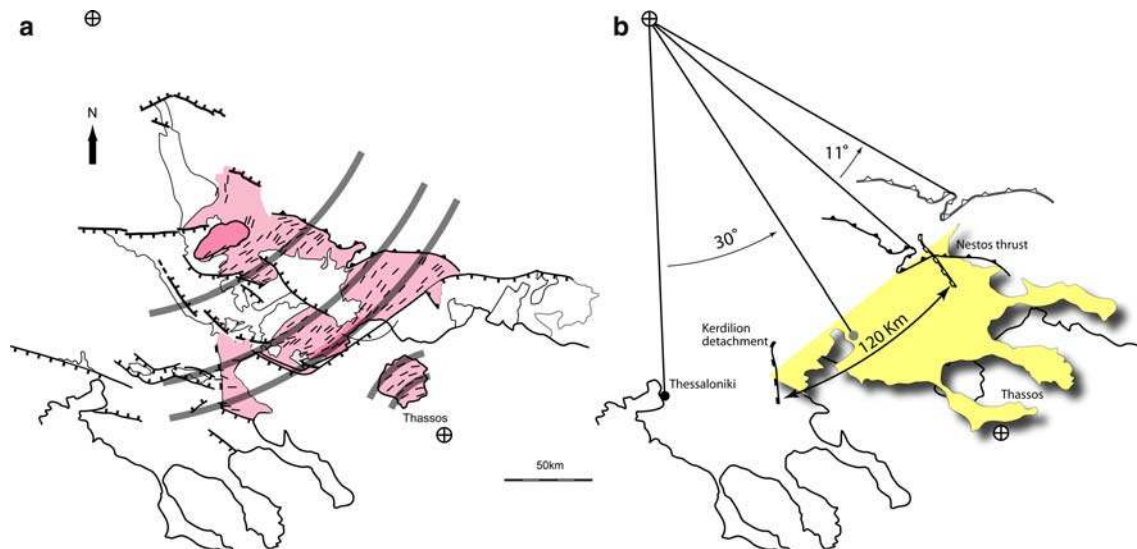 a
N
Thassos
50km
b
11°
30°
Nestos thrust
Kerdilion
detachment
120 Km
Thessaloniki
Thassos